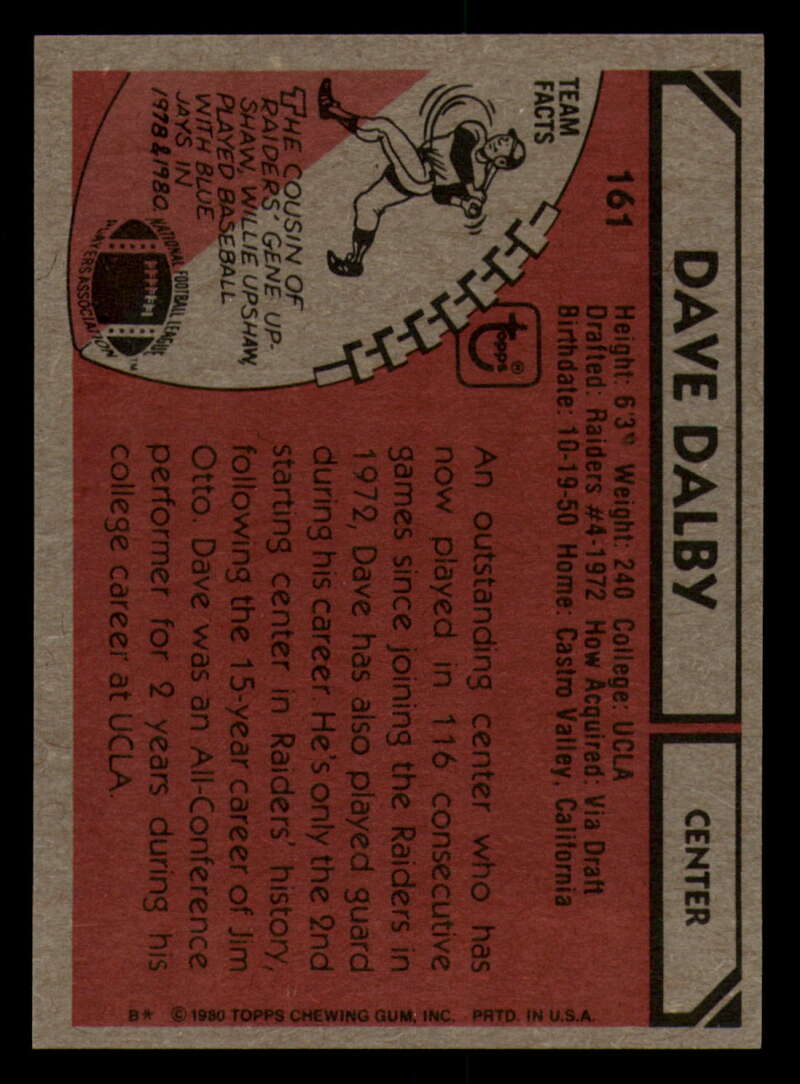 DAVE DALBY
CENTER
161
Height: 6'3" Weight: 240 College: UCLA
Drafted: Raiders #4-1972 How Acquired: Via Draft
Birthdate: 10-19-50 Home: Castro Valley, California
TEAM
FACTS
THE COUSIN OF
RAIDERS' GENE UP-
SHAW, WILLIE UPSHAW,
PLAYED BASEBALL
WITH BLUE
JAYS IN
1978 & 1980.
NATIONAL FOOTBALL LEAGUE
PLAYERS ASSOCIATION
TM
topps®
An outstanding center who has
now played in 116 consecutive
games since joining the Raiders in
1972, Dave has also played guard
during his career He's only the 2nd
starting center in Raiders' history,
following the 15-year career of Jim
Otto. Dave was an All-Conference
performer for 2 years during his
college career at UCLA.
B* © 1980 TOPPS CHEWING GUM, INC. PRTD. IN U.S.A.